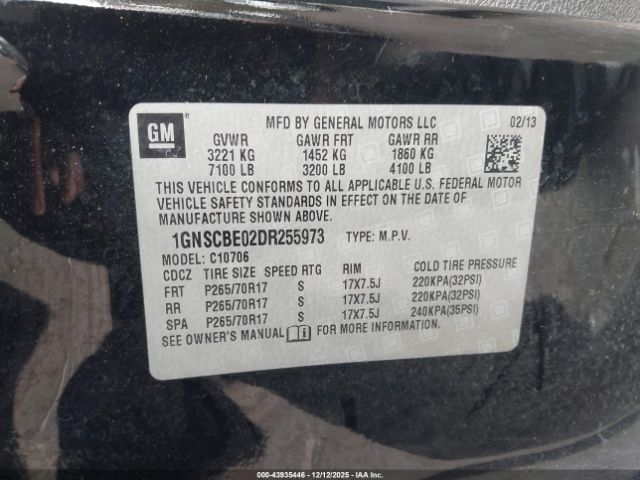 GM
MFD BY GENERAL MOTORS LLC 02/13
GVWR GAWR FRT GAWR RR
3221 KG 1452 KG 1860 KG
7100 LB 3200 LB 4100 LB
THIS VEHICLE CONFORMS TO ALL APPLICABLE U.S. FEDERAL MOTOR
VEHICLE SAFETY STANDARDS IN EFFECT ON THE DATE OF
MANUFACTURE SHOWN ABOVE.
1GNSCBE02DR255973 TYPE: M.P.V.
MODEL: C10706
CDCZ TIRE SIZE SPEED RTG RIM COLD TIRE PRESSURE
FRT P265/70R17 S 17X7.5J 220KPA(32PSI)
RR P265/70R17 S 17X7.5J 220KPA(32PSI)
SPA P265/70R17 S 17X7.5J 240KPA(35PSI)
SEE OWNER'S MANUAL FOR MORE INFORMATION.
000-43935446 - 12/12/2025 - IAAI.COM